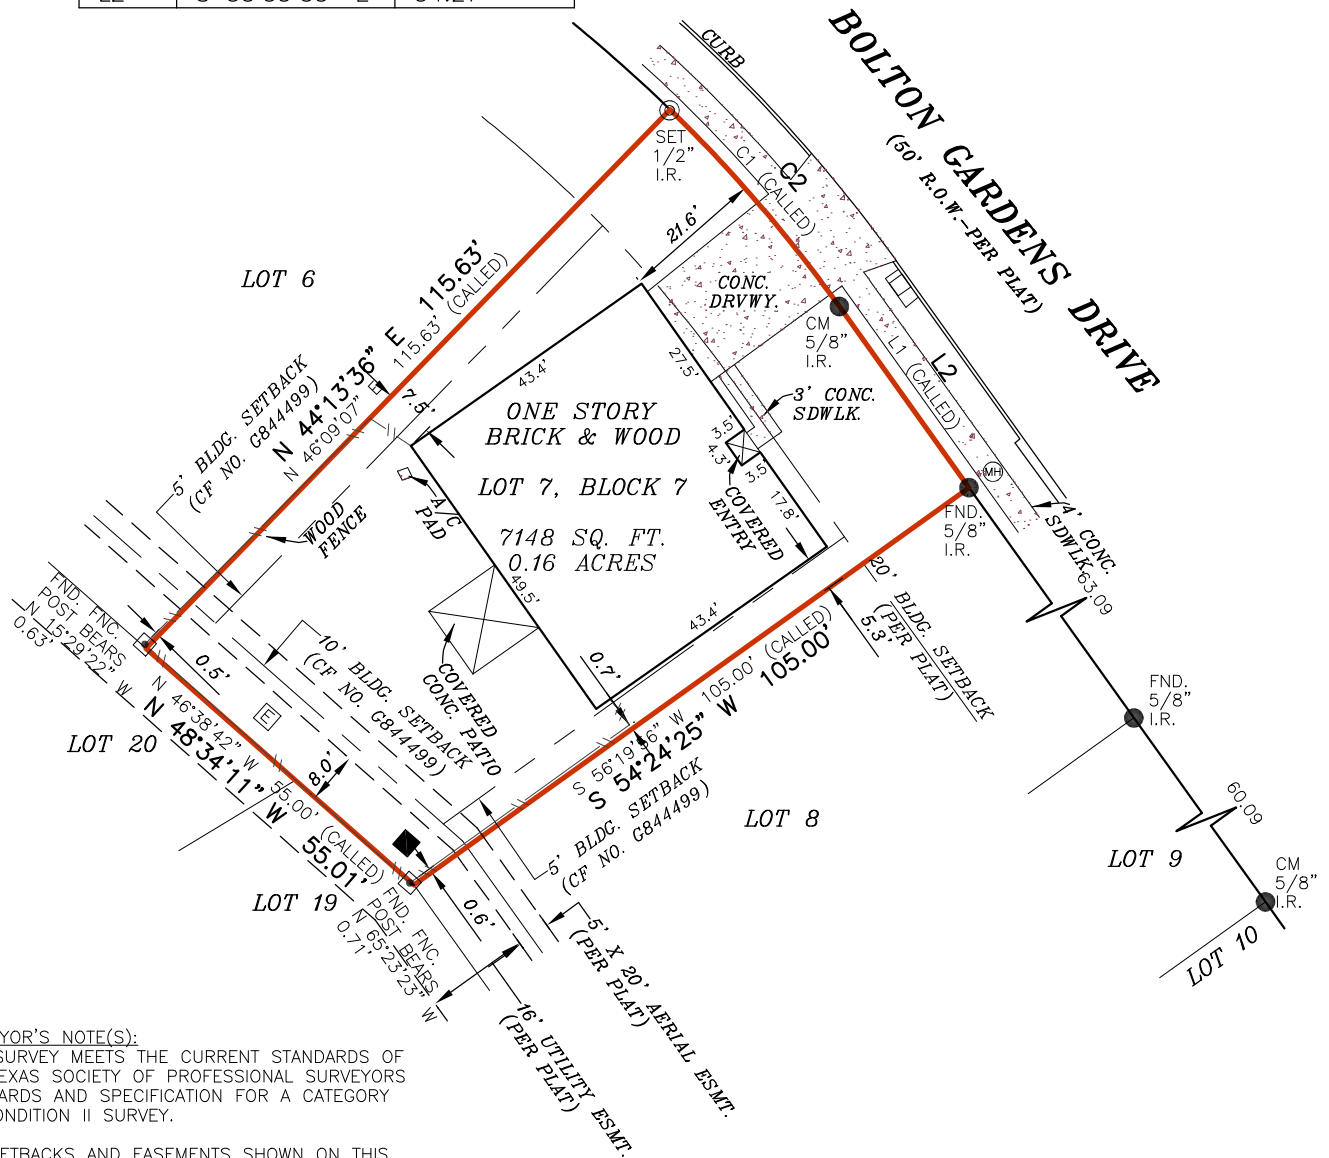 CURB
BOLTON GARDENS DRIVE
(50' R.O.W.-PER PLAT)
SET
1/2"
I.R.
C1 (CALLED)
C2
21.6'
LOT 6
N 44°13'36" E 115.63'
N 46°09'07" E 115.63' (CALLED)
5' BLDG. SETBACK
(CF NO. G844499)
CONC.
DRVWY.
CM
5/8"
I.R.
L1 (CALLED)
L2
43.4'
27.5'
7.5'
ONE STORY
BRICK & WOOD
LOT 7, BLOCK 7
7148 SQ. FT.
0.16 ACRES
3' CONC.
SDWLK.
3.5'
4.3'
3.5'
17.8'
COVERED
ENTRY
MH
4' CONC.
SDWLK.
FND.
5/8"
I.R.
A/C
PAD
WOOD
FENCE
49.5'
43.4'
20' BLDG. SETBACK
(PER PLAT)
5.3'
63.09
FND. FNC.
POST BEARS
N 15°29'22" W
0.63'
0.5'
10' BLDG. SETBACK
(CF NO. G844499)
COVERED
CONC. PATIO
0.7'
S 56°19'56" W 105.00' (CALLED)
S 54°24'25" W 105.00'
5' BLDG. SETBACK
(CF NO. G844499)
FND.
5/8"
I.R.
LOT 20
E
N 46°38'42" W 55.00' (CALLED)
N 48°34'11" W 55.01'
8.0'
LOT 8
60.09
LOT 9
CM
5/8"
I.R.
LOT 19
FND. FNC.
POST BEARS
N 65°23'23" W
0.71'
0.6'
5' X 20' AERIAL ESMT.
(PER PLAT)
16' UTILITY ESMT.
(PER PLAT)
LOT 10
YOR'S NOTE(S):
SURVEY MEETS THE CURRENT STANDARDS OF
EXAS SOCIETY OF PROFESSIONAL SURVEYORS
ARDS AND SPECIFICATION FOR A CATEGORY
ONDITION II SURVEY.
ETBACKS AND EASEMENTS SHOWN ON THIS